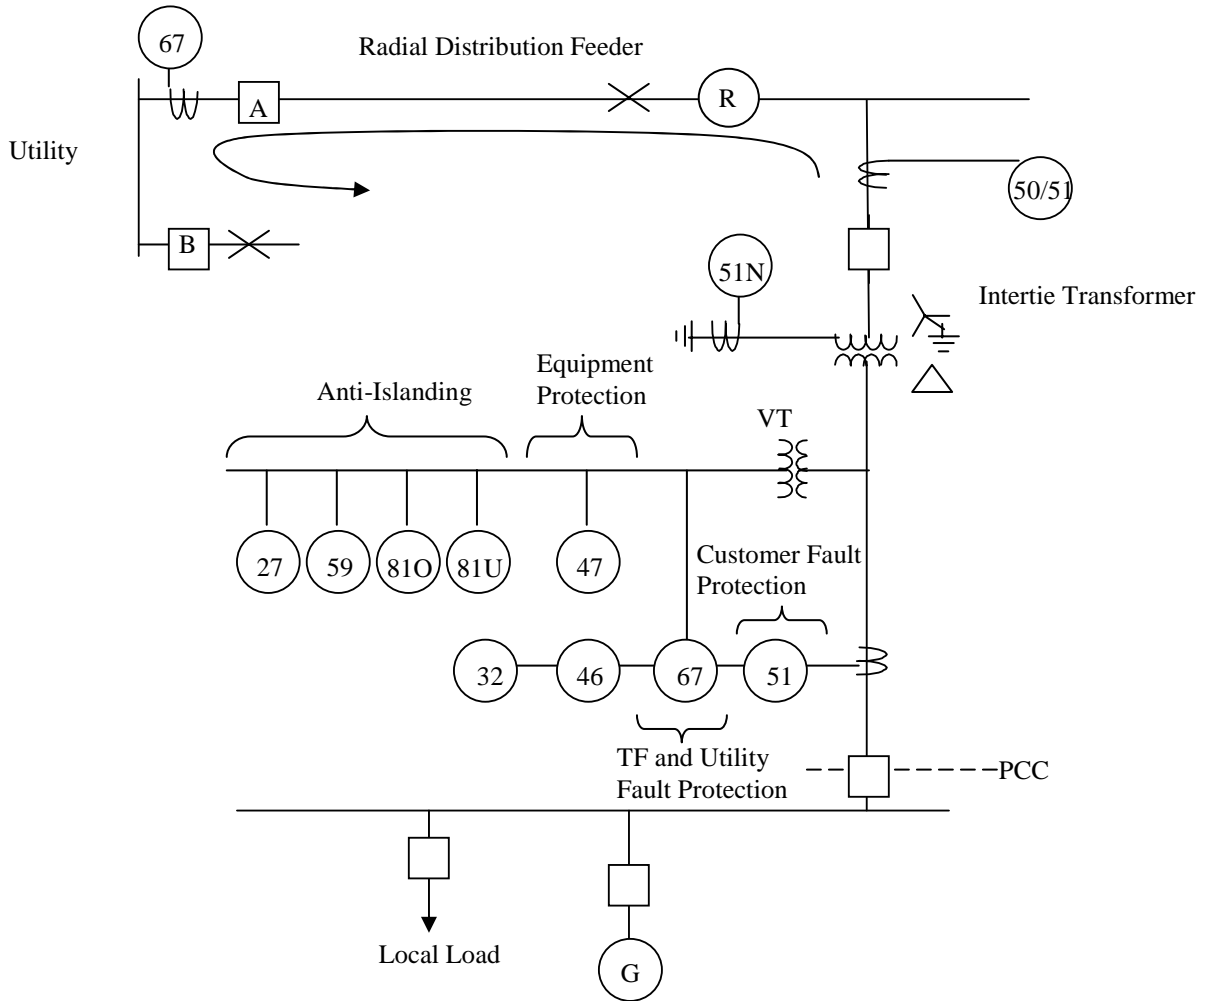 67
Radial Distribution Feeder
A
R
Utility
50/51
B
51N
Intertie Transformer
Equipment
Protection
Anti-Islanding
VT
27
59
81O
81U
47
Customer Fault
Protection
32
46
67
51
TF and Utility
Fault Protection
PCC
Local Load
G